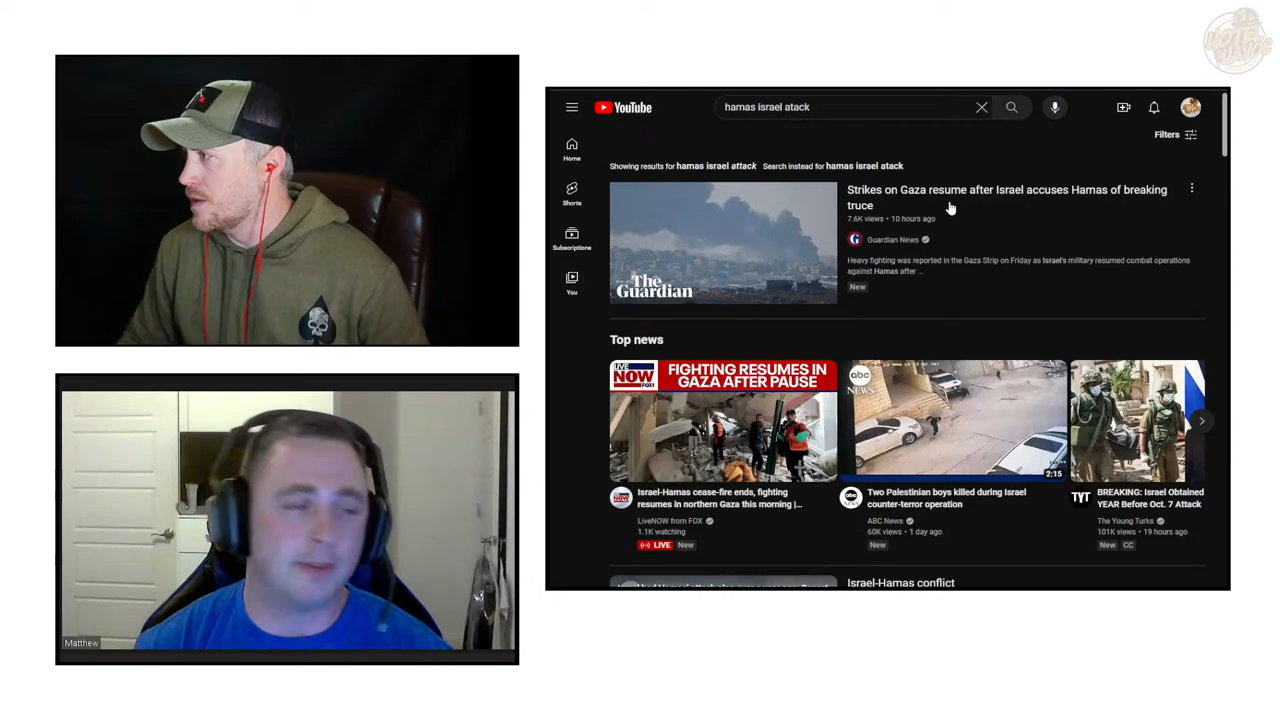 HOTEL
HAVOC
YouTube
hamas israel atack
Filters
Home
Shorts
Subscriptions
You
Showing results for hamas israel attack Search instead for hamas israel atack
Strikes on Gaza resume after Israel accuses Hamas of breaking
truce
7.6K views • 10 hours ago
Guardian News
Heavy fighting was reported in the Gaza Strip on Friday as Israel's military resumed combat operations
against Hamas after ...
New
The
Guardian
Top news
LIVE
NOW
FOX
FIGHTING RESUMES IN
GAZA AFTER PAUSE
Israel-Hamas cease-fire ends, fighting
resumes in northern Gaza this morning |...
LiveNOW from FOX
1.1K watching
LIVE New
abc
NEWS
2:15
abc
Two Palestinian boys killed during Israel
counter-terror operation
ABC News
60K views • 1 day ago
New
TYT
BREAKING: Israel Obtained
YEAR Before Oct. 7 Attack
The Young Turks
101K views • 19 hours ago
New CC
Israel-Hamas conflict
Matthew